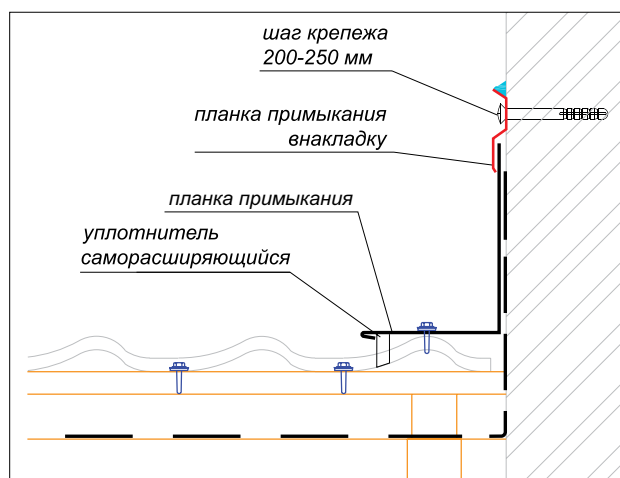 шаг крепежа
200-250 мм
планка примыкания
внакладку
планка примыкания
уплотнитель
саморасширяющийся